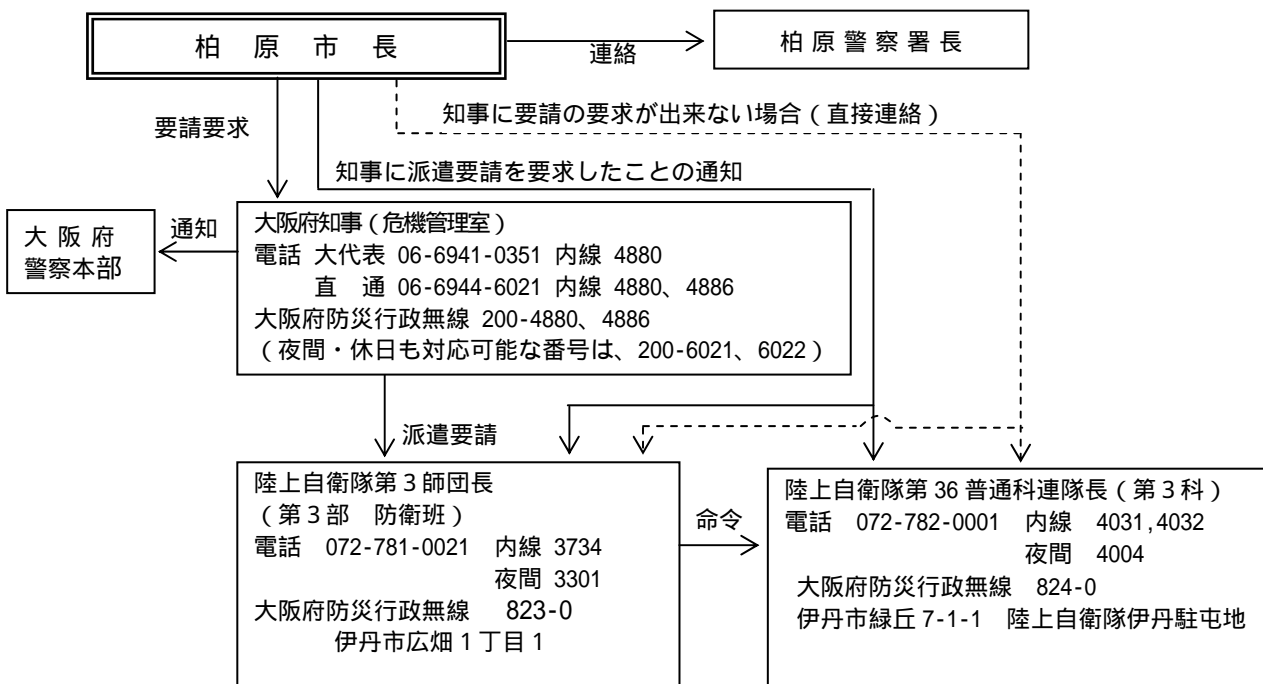 柏 原 市 長
連絡
柏 原 警 察 署 長
要請要求
知事に要請の要求が出来ない場合（直接連絡）
知事に派遣要請を要求したことの通知
大 阪 府
警察本部
通知
大阪府知事（危機管理室）
電話 大代表 06-6941-0351 内線 4880
直　通 06-6944-6021 内線 4880、4886
大阪府防災行政無線 200-4880、4886
（夜間・休日も対応可能な番号は、200-6021、6022）
派遣要請
陸上自衛隊第３師団長
（第３部　防衛班）
電話　072-781-0021　内線 3734
夜間 3301
大阪府防災行政無線　823-0
伊丹市広畑１丁目１
命令
陸上自衛隊第 36 普通科連隊長（第３科）
電話　072-782-0001　内線　4031,4032
夜間　4004
大阪府防災行政無線　824-0
伊丹市緑丘 7-1-1　陸上自衛隊伊丹駐屯地